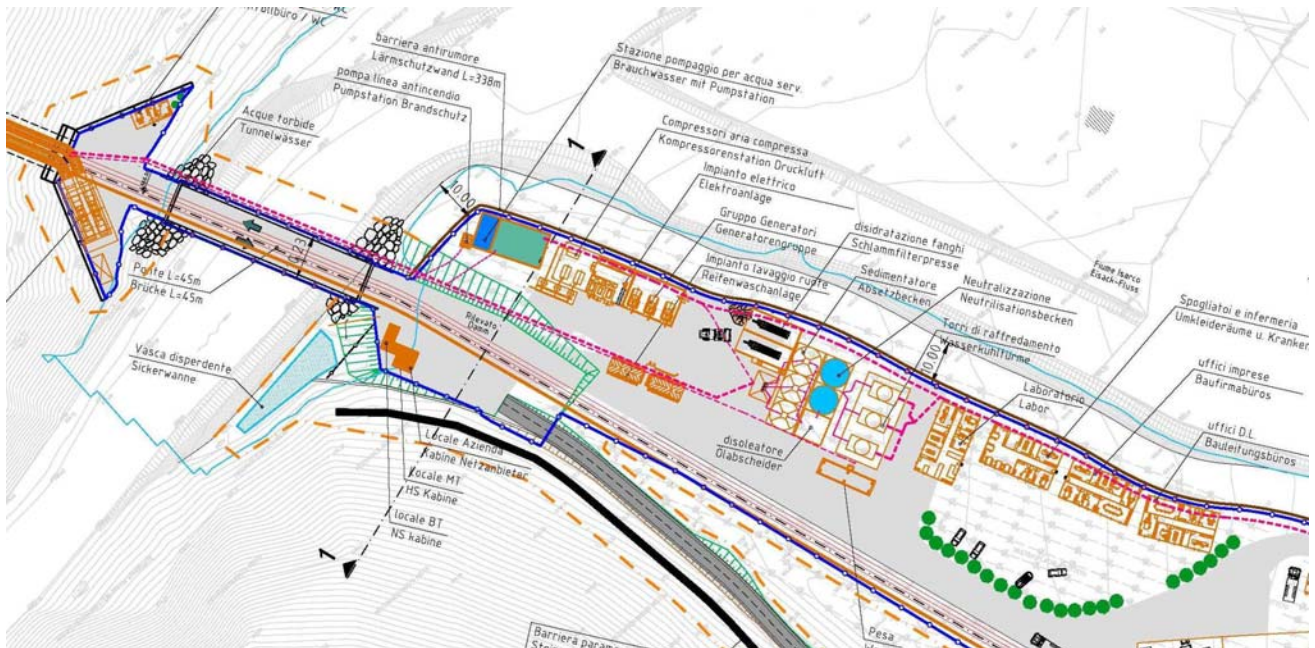 barriera antirumore
Lärmschutzwand L=338m
pompa linea antincendio
Pumpstation Brandschutz
Acque torbide
Tunnelwässer
Stazione pompaggio per acqua serv.
Brauchwasser mit Pumpstation
Compressori aria compressa
Kompressorenstation Druckluft
Impianto elettrico
Elektroanlage
Gruppo Generatori
Generatorengruppe
Impianto lavaggio ruote
Reifenwaschanlage
disidratazione fanghi
Schlammfilterpresse
Sedimentatore
Absetzbecken
Neutralizzazione
Neutrilisationsbecken
Torri di raffredamento
Wasserkühltürme
Fiume Isarco
Eisack-Fluss
Spogliatoi e infermeria
Umkleideräume u. Kranken
uffici imprese
Baufirmabüros
Laboratorio
Labor
uffici D.L.
Bauleitungsbüros
1
10.00
10.00
Ponte L=45m
Brücke L=45m
Rilevato
Damm
Vasca disperdente
Sickerwanne
disoleatore
Ölabscheider
Locale Azienda
Kabine Netzanbieter
locale MT
HS Kabine
locale BT
NS kabine
1
Pesa